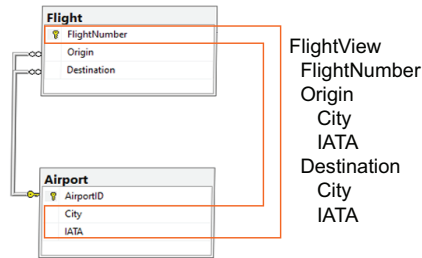 Flight
FlightNumber
Origin
Destination
Airport
AirportID
City
IATA
FlightView
FlightNumber
Origin
City
IATA
Destination
City
IATA